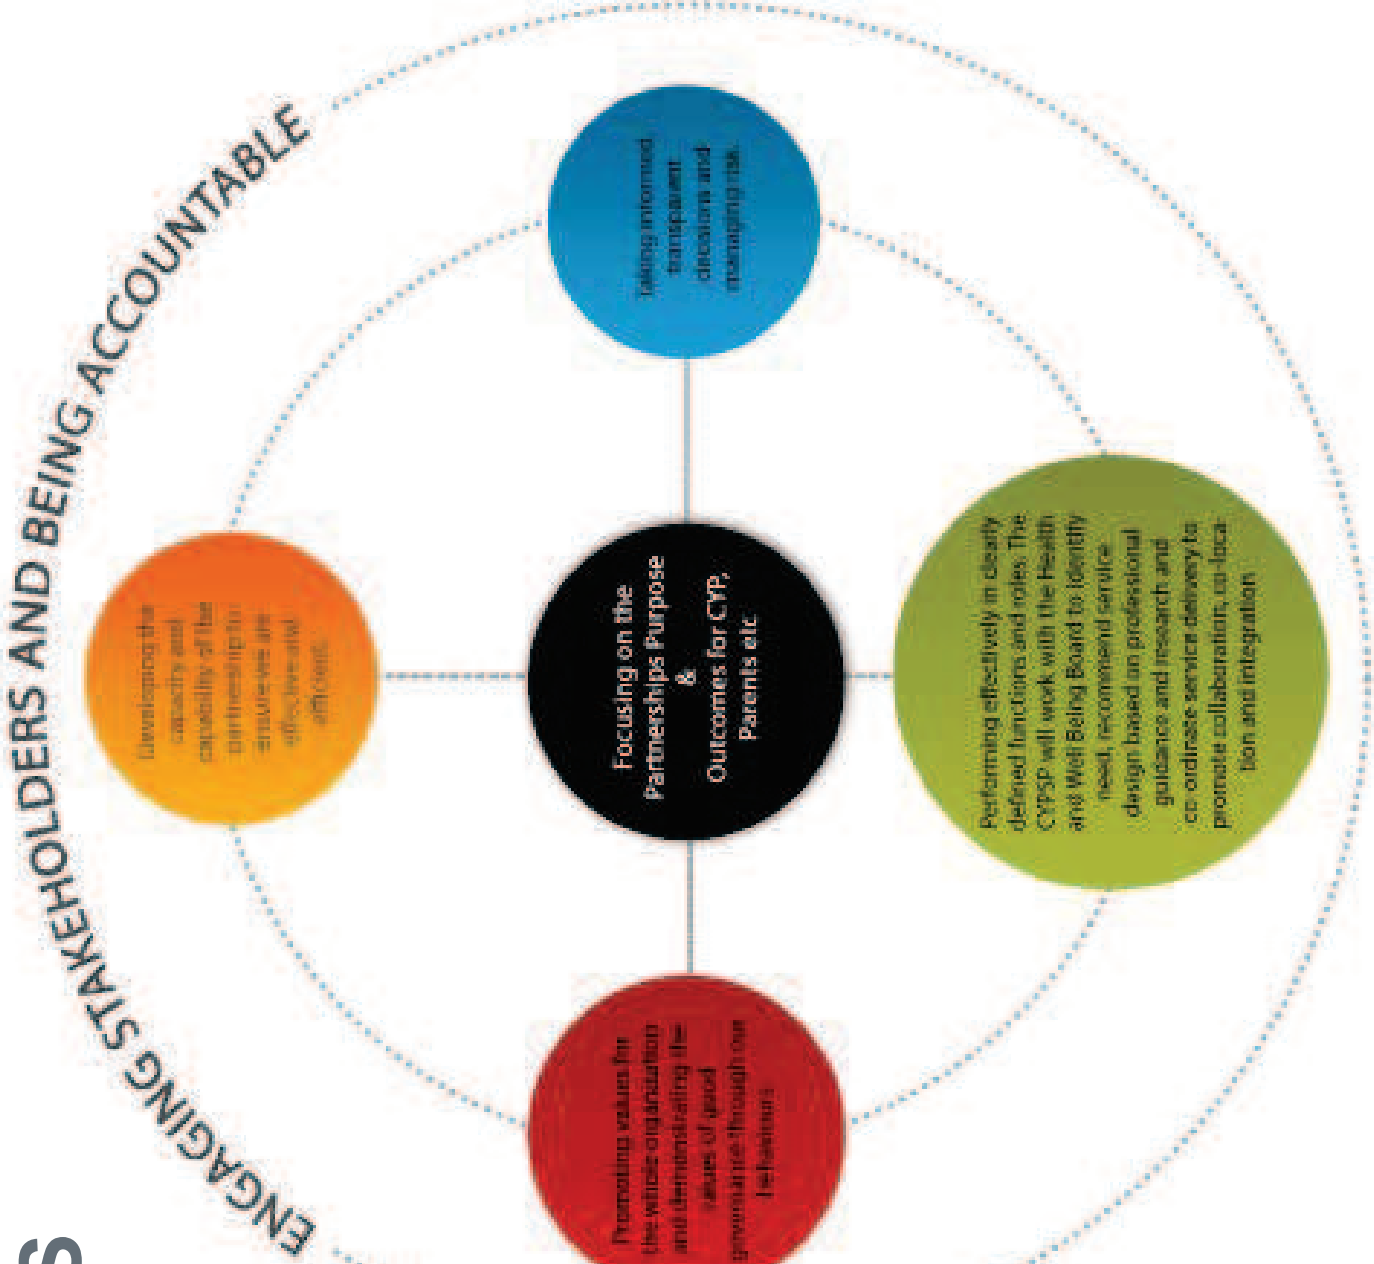 S
ENGAGING STAKEHOLDERS AND BEING ACCOUNTABLE
Developing the
capacity and
capability of the
partnership to
ensure we are
effective and
efficient.
Promoting values for
the whole organization
and demonstrating the
values of good
governance through our
behaviours
Focusing on the
Partnerships Purpose
&
Outcomes for CYP,
Parents etc
Taking informed
transparent
decisions and
managing risk.
Performing effectively in clearly
defined functions and roles. The
CYPSP will work with the Health
and Well Being Board to identify
need, recommend service
design based on professional
guidance and research and
co-ordinate service delivery to
promote collaboration, co-loca-
tion and integration